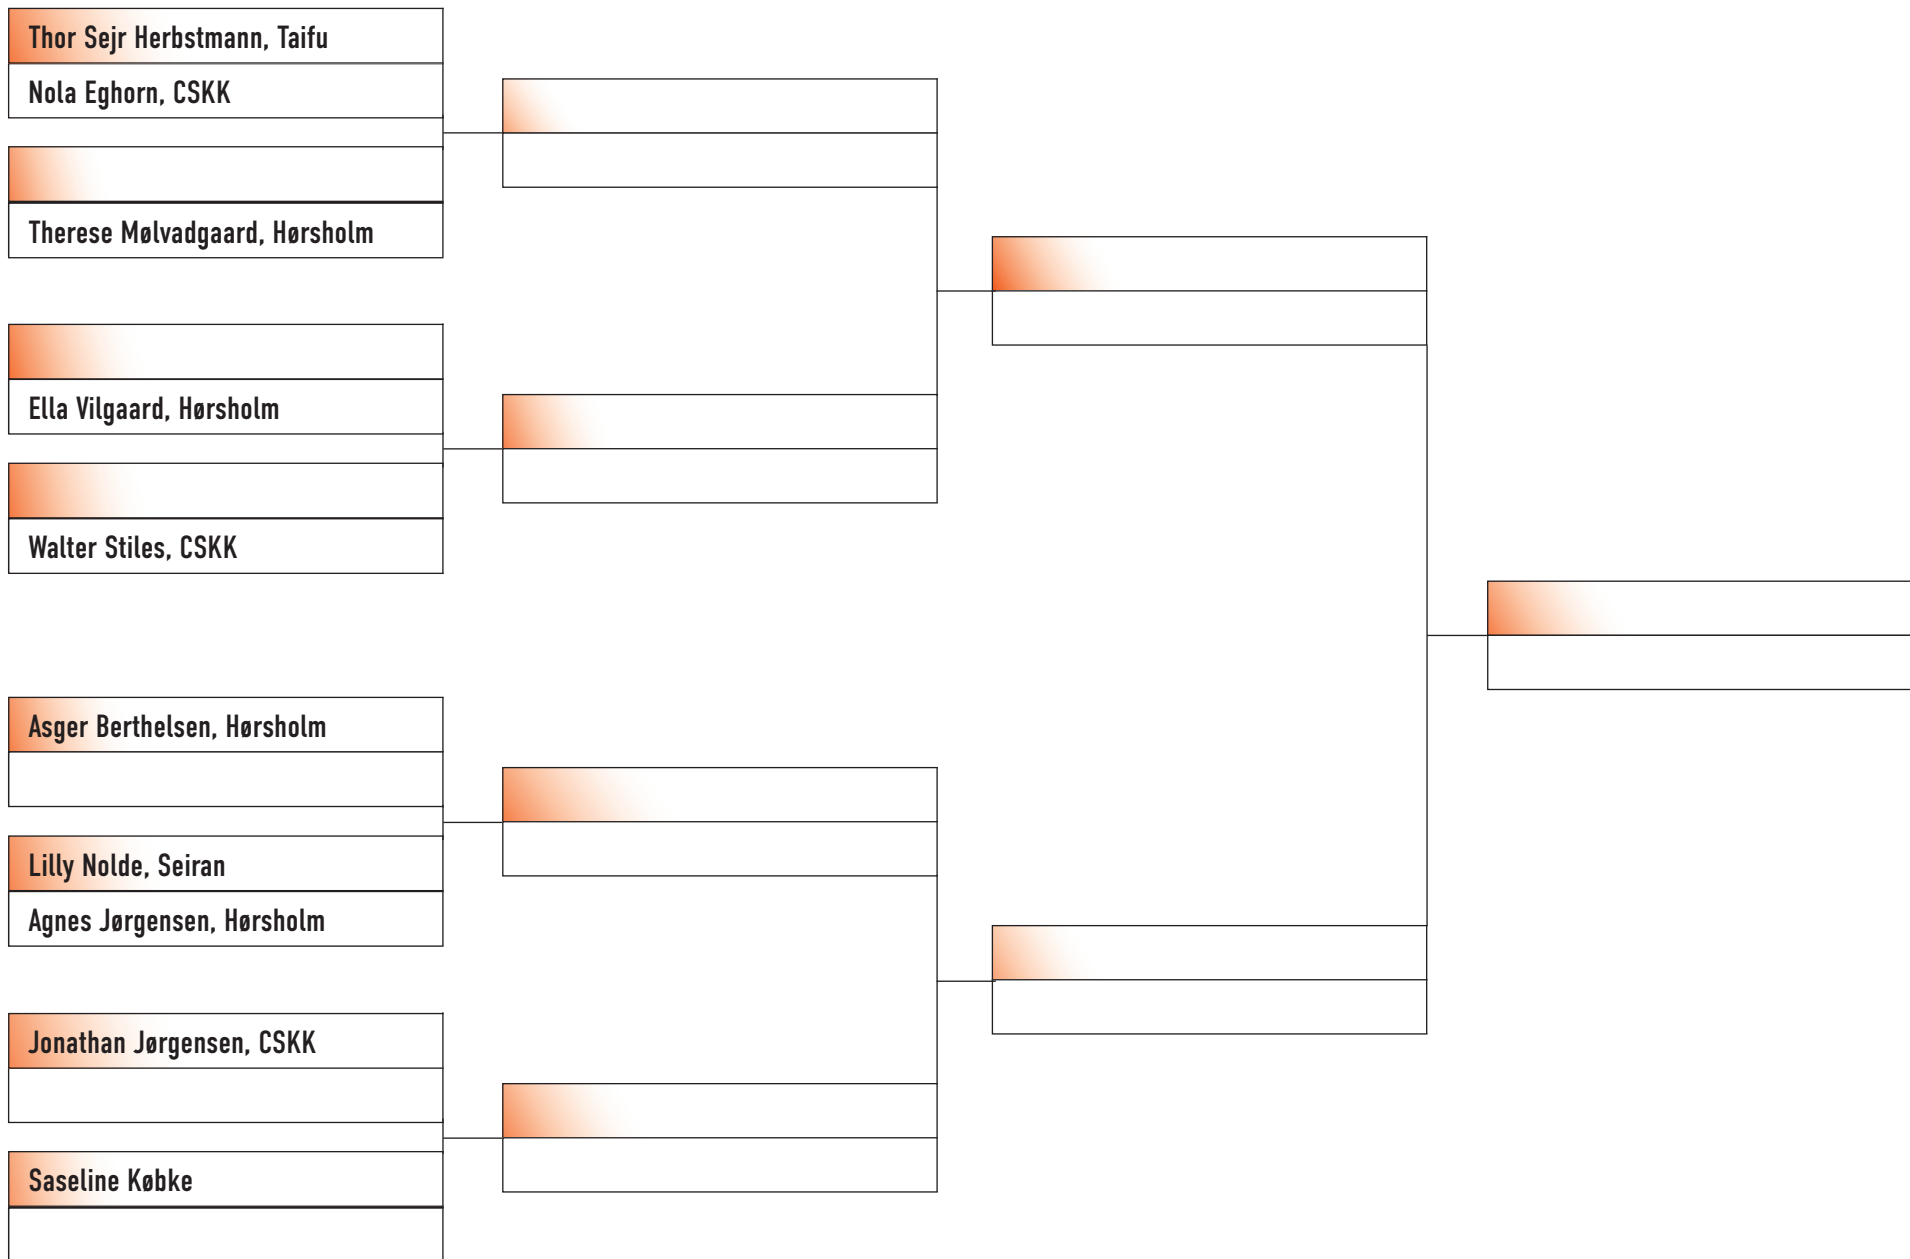 Thor Sejr Herbstmann, Taifu
Nola Eghorn, CSKK
Therese Mølvadgaard, Hørsholm
Ella Vilgaard, Hørsholm
Walter Stiles, CSKK
Asger Berthelsen, Hørsholm
Lilly Nolde, Seiran
Agnes Jørgensen, Hørsholm
Jonathan Jørgensen, CSKK
Saseline Købke